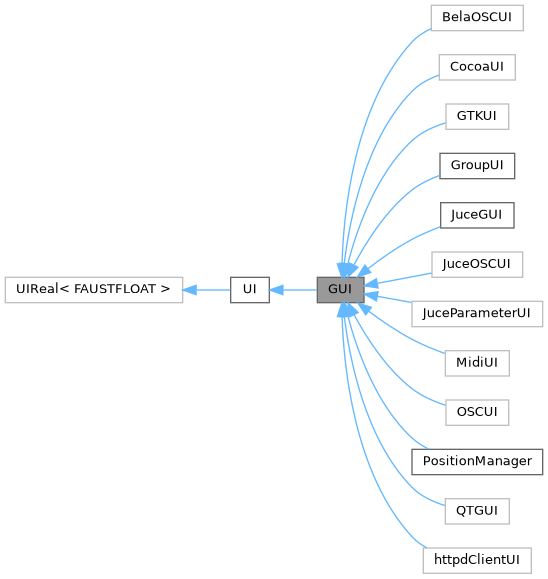 BelaOSCUI
CocoaUI
GTKUI
GroupUI
JuceGUI
JuceOSCUI
UIReal< FAUSTFLOAT >
UI
GUI
JuceParameterUI
MidiUI
OSCUI
PositionManager
QTGUI
httpdClientUI